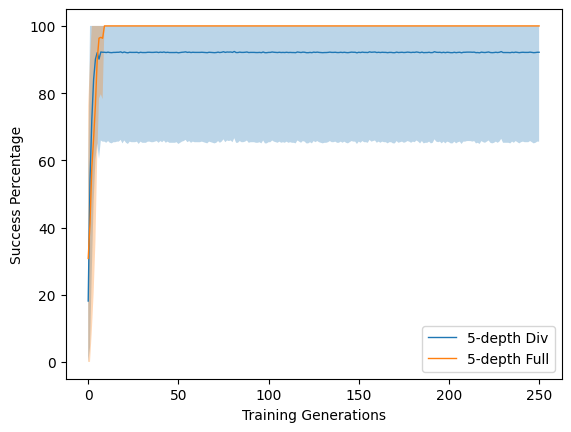 100
80
60
40
20
0
Success Percentage
5-depth Div
5-depth Full
0 50 100 150 200 250
Training Generations